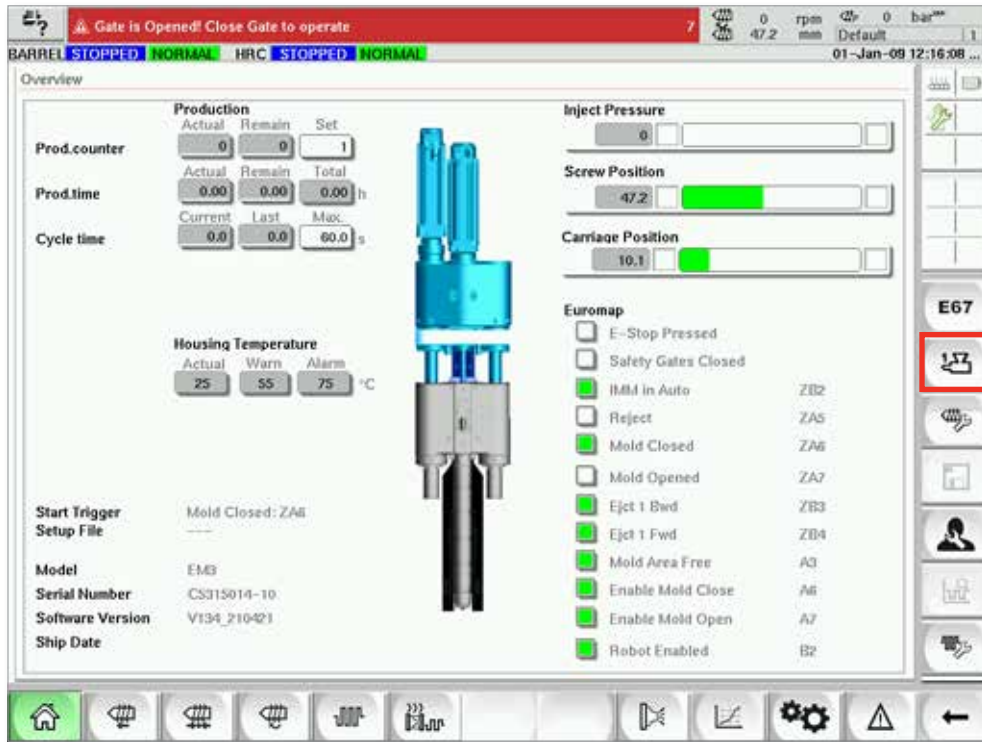 Gate is Opened! Close Gate to operate 7 0 rpm 0 bar
47.2 mm Default 1
BARREL STOPPED NORMAL HRC STOPPED NORMAL 01-Jan-09 12:16:08 ...
Overview
Production
Actual Remain Set
Prod.counter 0 0 1
Actual Remain Total
Prod.time 0.00 0.00 0.00 h
Current Last Max.
Cycle time 0.0 0.0 60.0 s
Housing Temperature
Actual Warn Alarm
25 55 75 °C
Start Trigger Mold Closed: ZA6
Setup File ---
Model EM3
Serial Number CS315014-10
Software Version V134_210421
Ship Date
Inject Pressure
0
Screw Position
47.2
Carriage Position
10.1
Euromap
E-Stop Pressed
Safety Gates Closed
IMM in Auto ZB2
Reject ZA5
Mold Closed ZA6
Mold Opened ZA7
Ejct 1 Bwd ZB3
Ejct 1 Fwd ZB4
Mold Area Free A3
Enable Mold Close A6
Enable Mold Open A7
Robot Enabled B2
E67